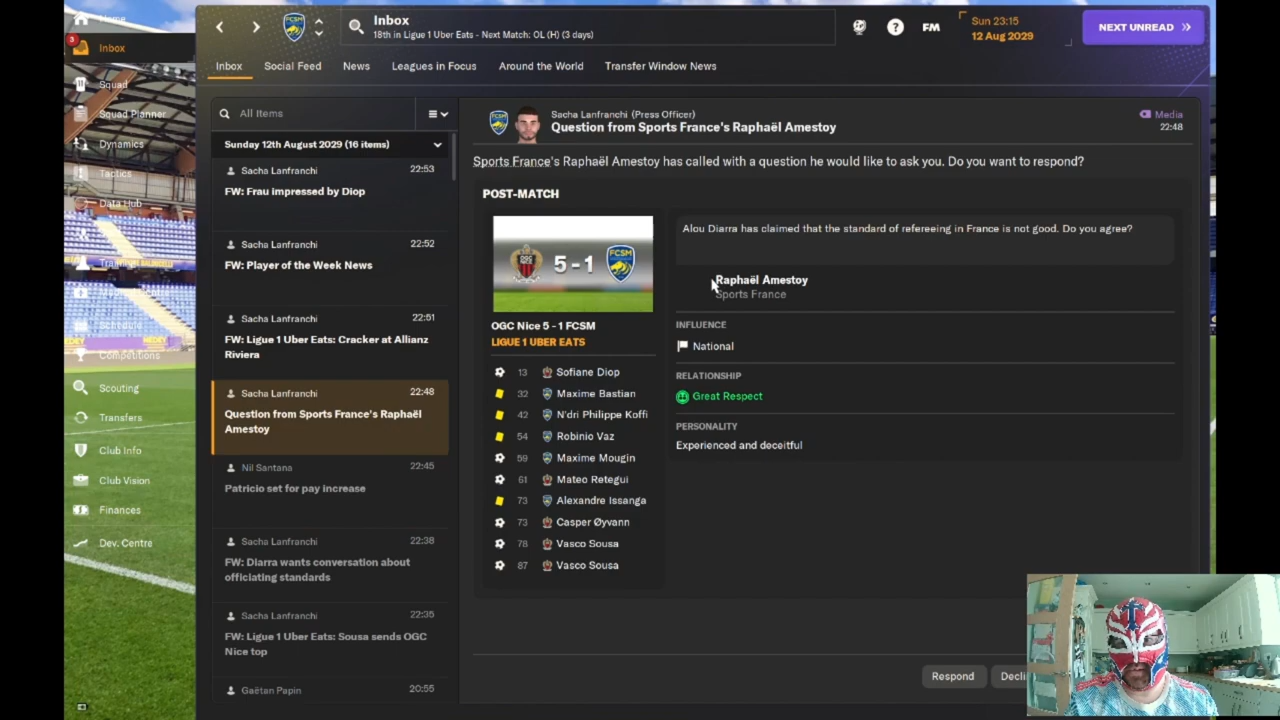 Home
3
Inbox
Squad
Squad Planner
Dynamics
Tactics
Data Hub
Schedule
Competitions
Scouting
Transfers
Club Info
Club Vision
Finances
Dev. Centre
FCSM
Inbox
18th in Ligue 1 Uber Eats - Next Match: OL (H) (3 days)
?
FM
Sun 23:15
12 Aug 2029
NEXT UNREAD
Inbox
Social Feed
News
Leagues in Focus
Around the World
Transfer Window News
All Items
Sunday 12th August 2029 (16 items)
Sacha Lanfranchi
22:53
FW: Frau impressed by Diop
Sacha Lanfranchi
22:52
FW: Player of the Week News
Sacha Lanfranchi
22:51
FW: Ligue 1 Uber Eats: Cracker at Allianz
Riviera
Sacha Lanfranchi
22:48
Question from Sports France's Raphaël
Amestoy
Nil Santana
22:45
Patricio set for pay increase
Sacha Lanfranchi
22:38
FW: Diarra wants conversation about
officiating standards
Sacha Lanfranchi
22:35
FW: Ligue 1 Uber Eats: Sousa sends OGC
Nice top
Gaëtan Papin
20:55
Sacha Lanfranchi (Press Officer)
Question from Sports France's Raphaël Amestoy
Media
22:48
Sports France's Raphaël Amestoy has called with a question he would like to ask you. Do you want to respond?
POST-MATCH
5 - 1
FCSM
OGC Nice 5 - 1 FCSM
LIGUE 1 UBER EATS
13 Sofiane Diop
32 Maxime Bastian
42 N'dri Philippe Koffi
54 Robinio Vaz
59 Maxime Mougin
61 Mateo Retegui
73 Alexandre Issanga
73 Casper Øyvann
78 Vasco Sousa
87 Vasco Sousa
Alou Diarra has claimed that the standard of refereeing in France is not good. Do you agree?
Raphaël Amestoy
Sports France
INFLUENCE
National
RELATIONSHIP
Great Respect
PERSONALITY
Experienced and deceitful
Respond